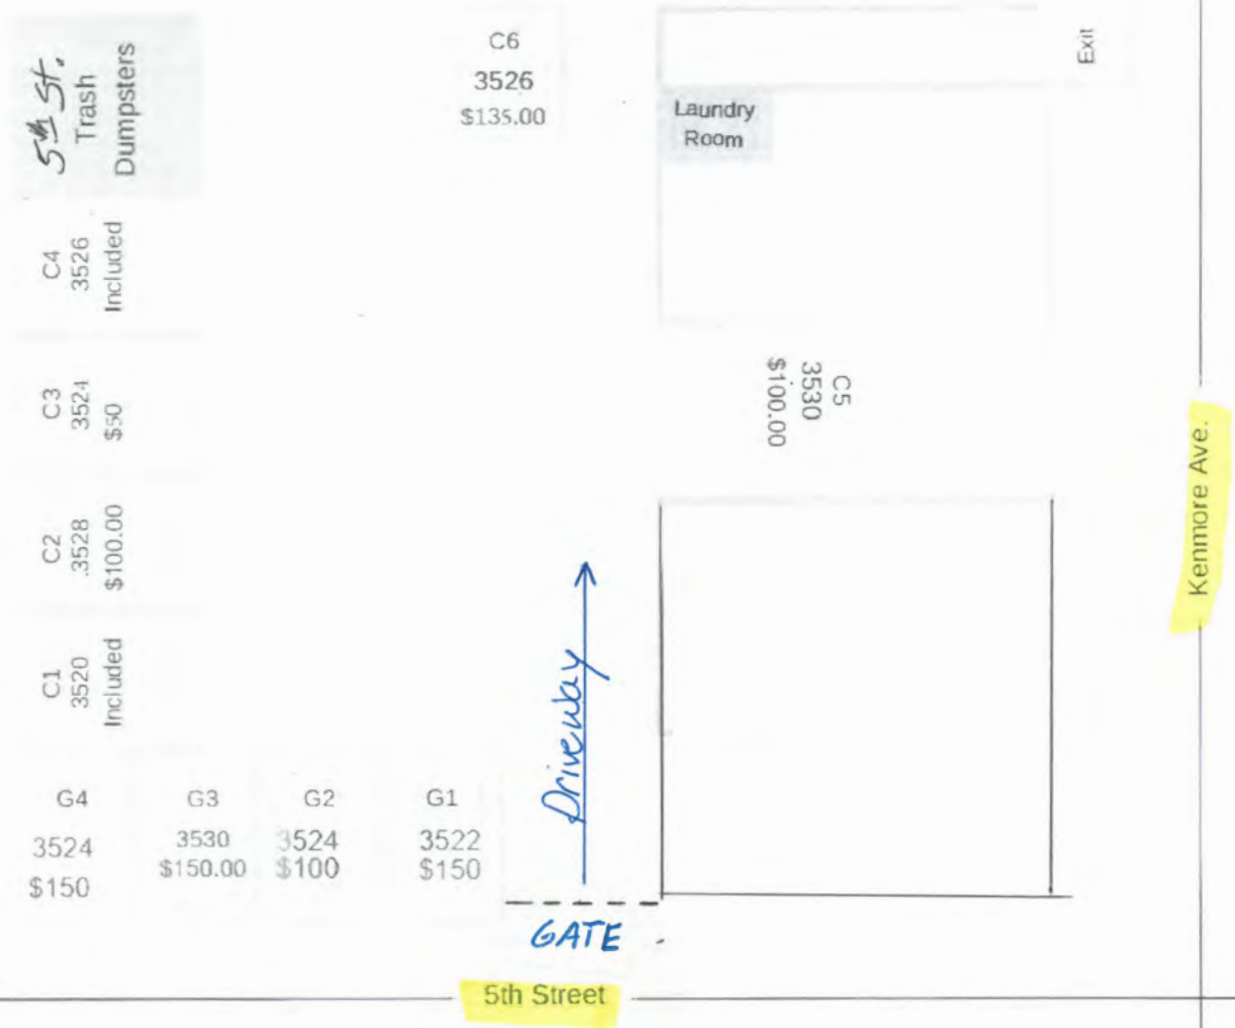 5th St.
Trash
Dumpsters
C6
3526
$135.00
Laundry
Room
Exit
C4
3526
Included
C3
3524
$50
C5
3530
$100.00
C2
.3528
$100.00
Kenmore Ave.
C1
3520
Included
Driveway
G4
3524
$150
G3
3530
$150.00
G2
3524
$100
G1
3522
$150
GATE
5th Street